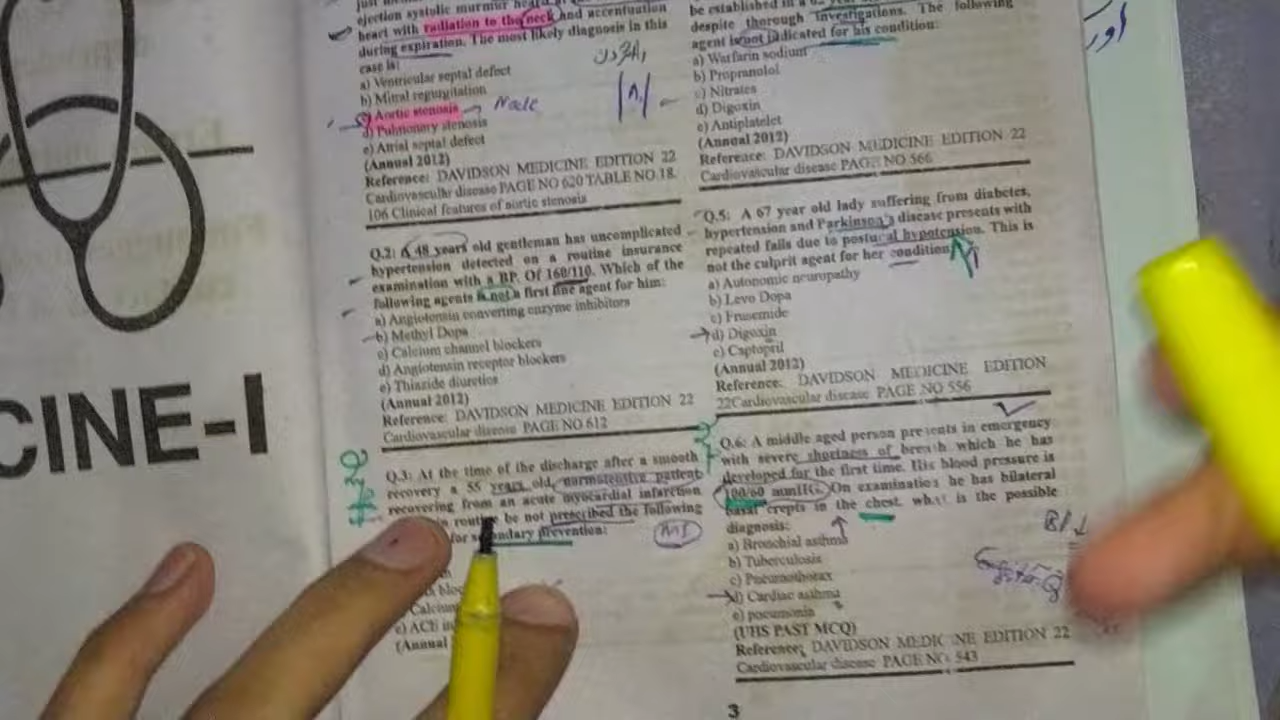 CINE-I
ejection systolic murmur heard
heart with radiation to the neck and accentuation
during expiration. The most likely diagnosis in this
case is:
a) Ventricular septal defect
b) Mitral regurgitation
c) Aortic stenosis
d) Pulmonary stenosis
e) Atrial septal defect
(Annual 2012)
Reference: DAVIDSON MEDICINE EDITION 22
Cardiovascular disease PAGE NO 620 TABLE NO.18.
106 Clinical features of aortic stenosis
Q.2: A 48 years old gentleman has uncomplicated
hypertension detected on a routine insurance
examination with a BP. Of 160/110. Which of the
following agents is not a first line agent for him:
a) Angiotensin converting enzyme inhibitors
b) Methyl Dopa
c) Calcium channel blockers
d) Angiotensin receptor blockers
e) Thiazide diuretics
(Annual 2012)
Reference: DAVIDSON MEDICINE EDITION 22
Cardiovascular disease PAGE NO 612
Q.3: At the time of the discharge after a smooth
recovery a 55 years old, normotensive patient
recovering from an acute myocardial infarction
in routine be not prescribed the following
for secondary prevention:
MI
Calcium
e) ACE in
(Annual
be established in a
despite thorough investigations. The following
agent is not indicated for his condition:
a) Warfarin sodium
b) Propranolol
c) Nitrates
d) Digoxin
e) Antiplatelet
(Annual 2012)
Reference: DAVIDSON MEDICINE EDITION 22
Cardiovascular disease PAGE NO 566
Q.5: A 67 year old lady suffering from diabetes,
hypertension and Parkinson's disease presents with
repeated falls due to postural hypotension. This is
not the culprit agent for her condition
a) Autonomic neuropathy
b) Levo Dopa
c) Frusemide
d) Digoxin
e) Captopril
(Annual 2012)
Reference: DAVIDSON MEDICINE EDITION
22Cardiovascular disease PAGE NO 556
Q.6: A middle aged person presents in emergency
with severe shortness of breath which he has
developed for the first time. His blood pressure is
100/60 mmHG. On examination he has bilateral
basal crepts in the chest. what is the possible
diagnosis:
a) Bronchial asthma
b) Tuberculosis
c) Pneumothorax
d) Cardiac asthma
e) pneumonia
(UHS PAST MCQ)
Reference: DAVIDSON MEDICINE EDITION 22
Cardiovascular disease PAGE NO. 543
3
اور